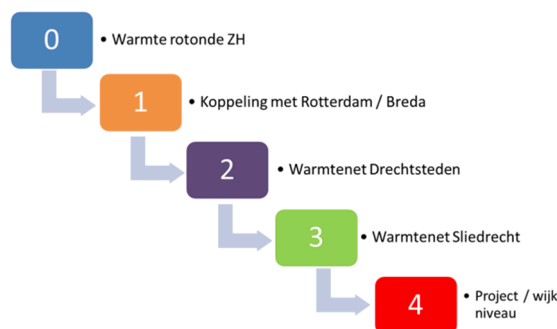 0
• Warmte rotonde ZH
1
• Koppeling met Rotterdam / Breda
2
• Warmtenet Drechtsteden
3
• Warmtenet Sliedrecht
4
• Project / wijk
niveau